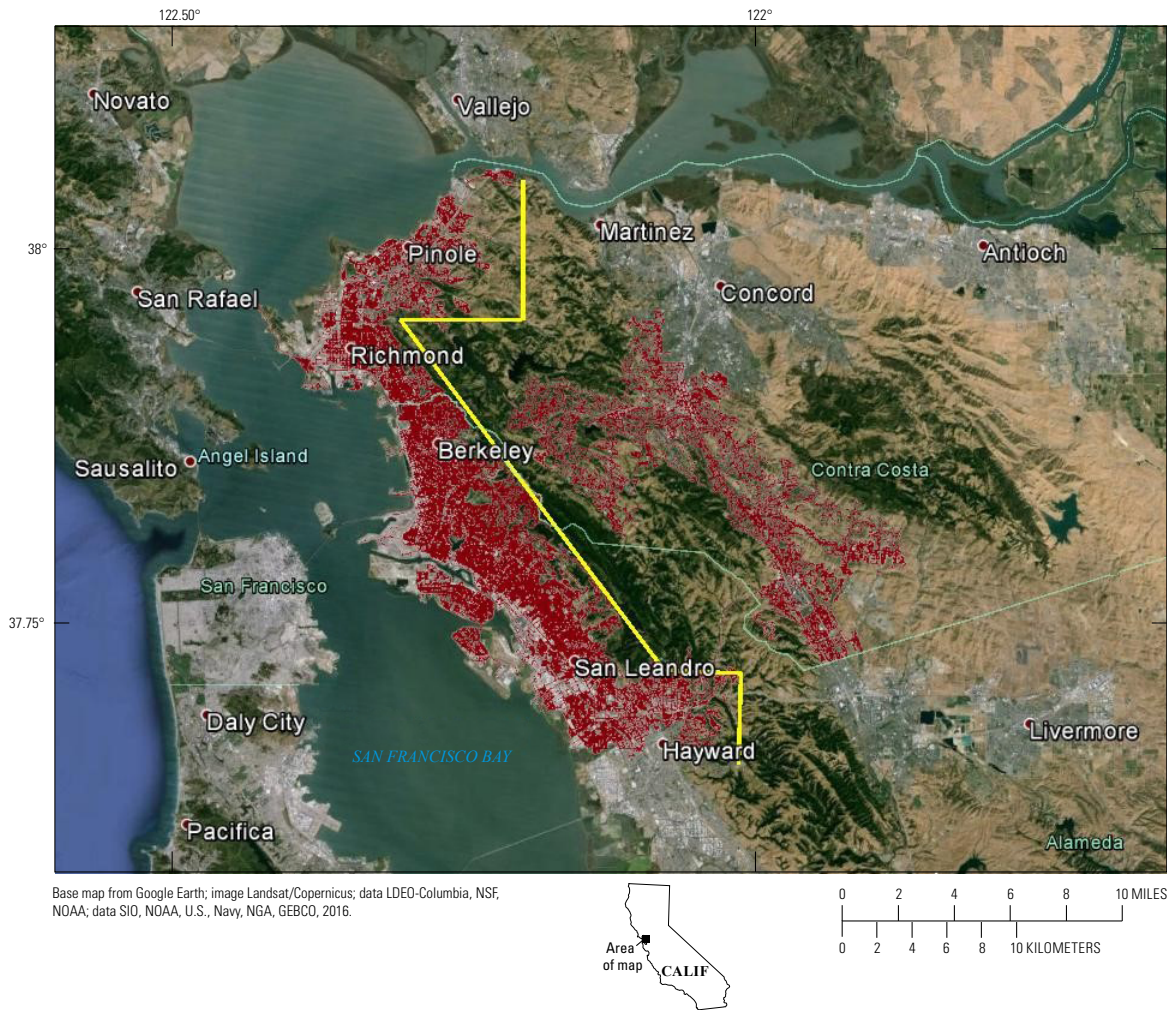 122.50°
122°
Novato
Vallejo
Martinez
38°
Pinole
Antioch
San Rafael
Concord
Richmond
Berkeley
Sausalito
Angel Island
Contra Costa
San Francisco
37.75°
San Leandro
Daly City
Livermore
SAN FRANCISCO BAY
Hayward
Pacifica
Alameda
Base map from Google Earth; image Landsat/Copernicus; data LDEO-Columbia, NSF,
NOAA; data SIO, NOAA, U.S., Navy, NGA, GEBCO, 2016.
Area
of map
CALIF
0 2 4 6 8 10 MILES
0 2 4 6 8 10 KILOMETERS